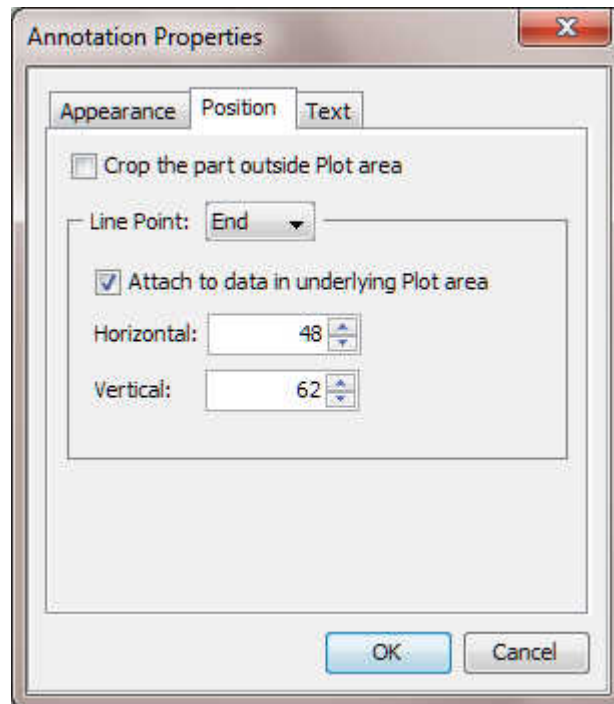 Annotation Properties
Appearance Position Text
Crop the part outside Plot area
Line Point: End
Attach to data in underlying Plot area
Horizontal: 48
Vertical: 62
OK Cancel